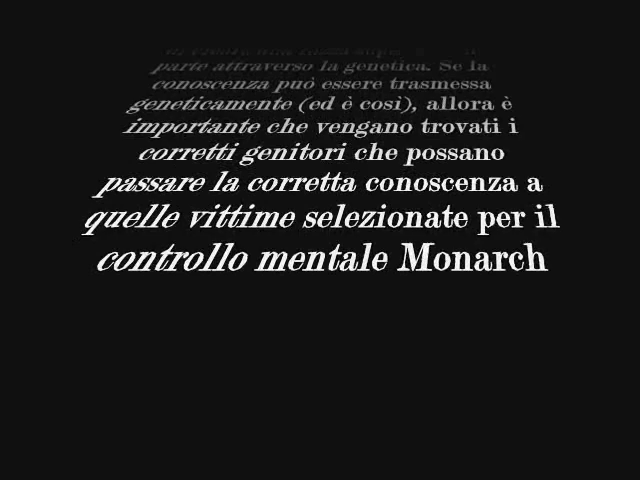 parte attraverso la genetica. Se la
conoscenza può essere trasmessa
geneticamente (ed è così), allora è
importante che vengano trovati i
corretti genitori che possano
passare la corretta conoscenza a
quelle vittime selezionate per il
controllo mentale Monarch